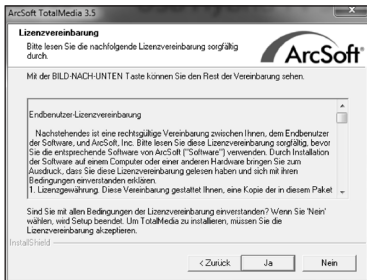 ArcSoft TotalMedia 3.5
Lizenzvereinbarung
Bitte lesen Sie die nachfolgende Lizenzvereinbarung sorgfältig
durch.
ArcSoft®
Mit der BILD-NACH-UNTEN Taste können Sie den Rest der Vereinbarung sehen.
Endbenutzer-Lizenzvereinbarung
Nachstehendes ist eine rechtsgültige Vereinbarung zwischen Ihnen, dem Endbenutzer
der Software, und ArcSoft, Inc. Bitte lesen Sie diese Lizenzvereinbarung sorgfältig, bevor
Sie die entsprechende Software von ArcSoft ("Software") verwenden. Durch Installation
der Software auf einem Computer oder einer anderen Hardware bringen Sie zum
Ausdruck, dass Sie diese Lizenzvereinbarung gelesen haben und sich mit ihren
Bedingungen einverstanden erklären.
1. Lizenzgewährung. Diese Vereinbarung gestattet Ihnen, eine Kopie der in diesem Paket
Sind Sie mit allen Bedingungen der Lizenzvereinbarung einverstanden? Wenn Sie 'Nein'
wählen, wird Setup beendet. Um TotalMedia zu installieren, müssen Sie die
Lizenzvereinbarung akzeptieren.
InstallShield
< Zurück Ja Nein